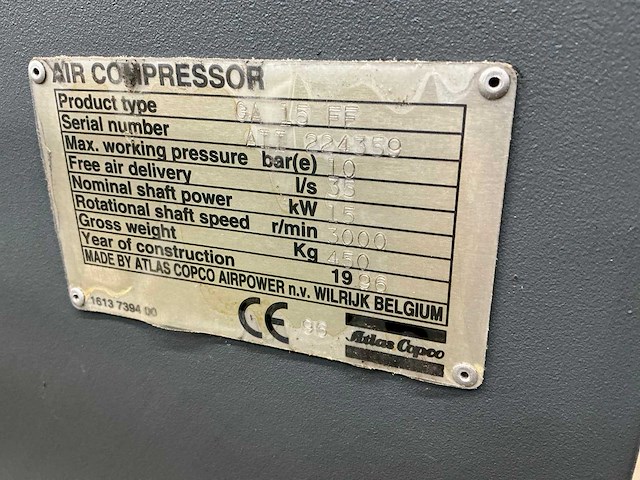 AIR COMPRESSOR
Product type GA 15 FF
Serial number AII 224359
Max. working pressure bar(e) 10
Free air delivery l/s 35
Nominal shaft power kW 15
Rotational shaft speed r/min 3000
Gross weight Kg 450
Year of construction 1996
MADE BY ATLAS COPCO AIRPOWER n.v. WILRIJK BELGIUM
1613 7394 00 CE 96 Atlas Copco